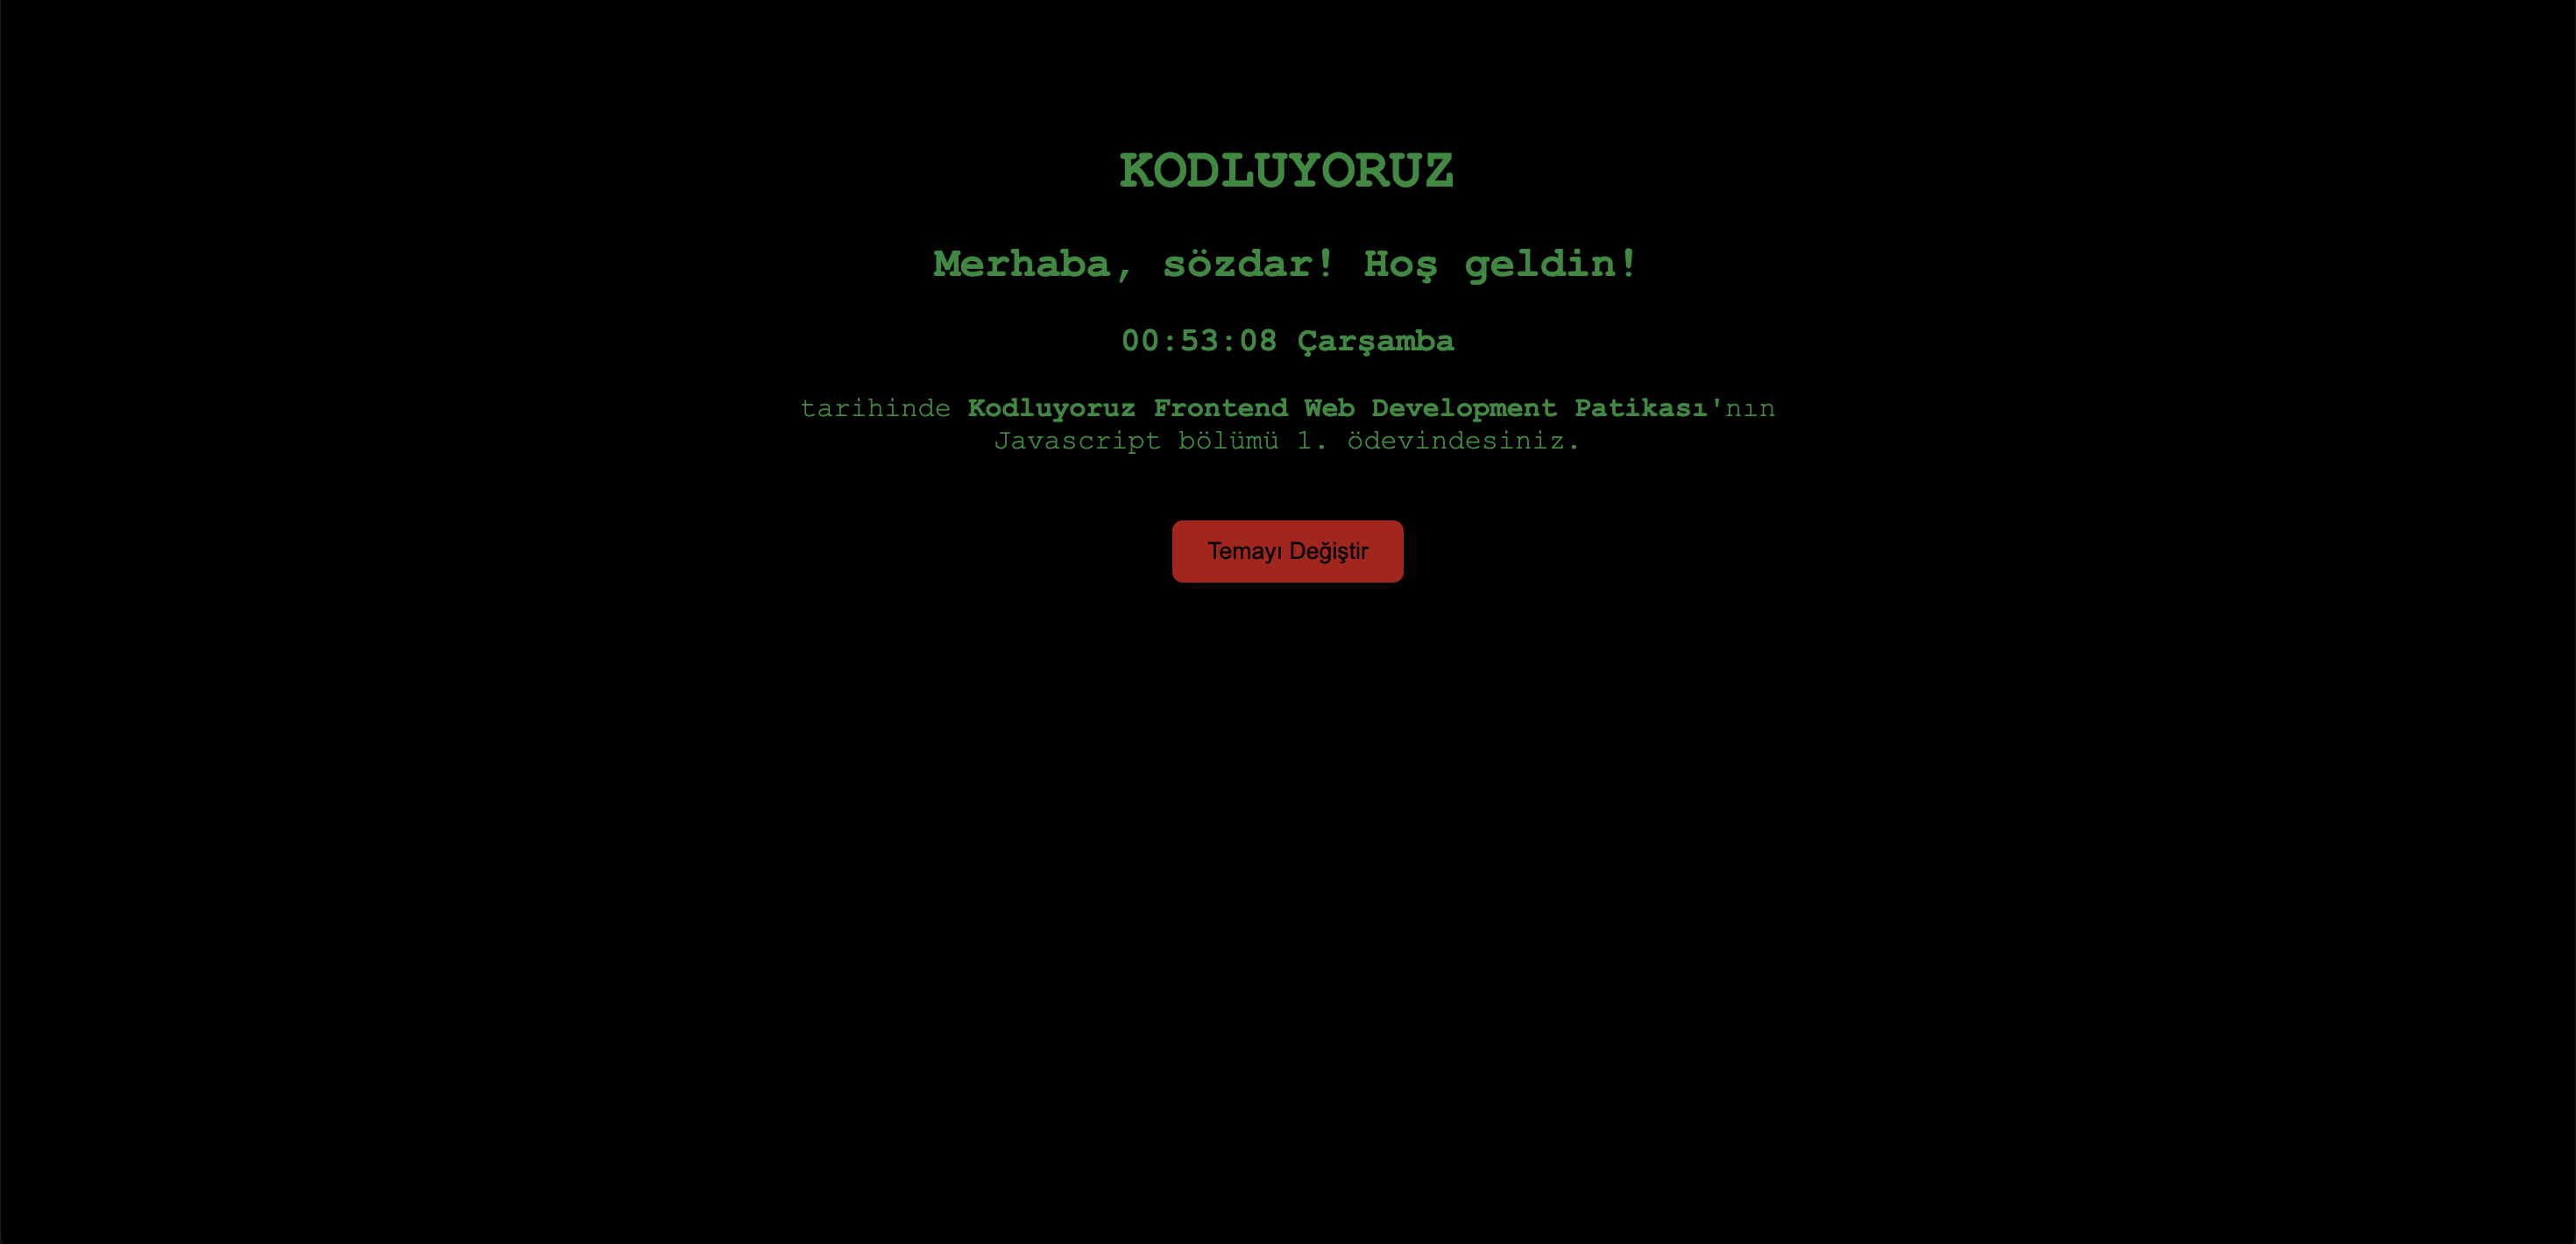 KODLUYORUZ
Merhaba, sözdar! Hoş geldin!
00:53:08 Çarşamba
tarihinde Kodluyoruz Frontend Web Development Patikası'nın
Javascript bölümü 1. ödevindesiniz.
Temayı Değiştir